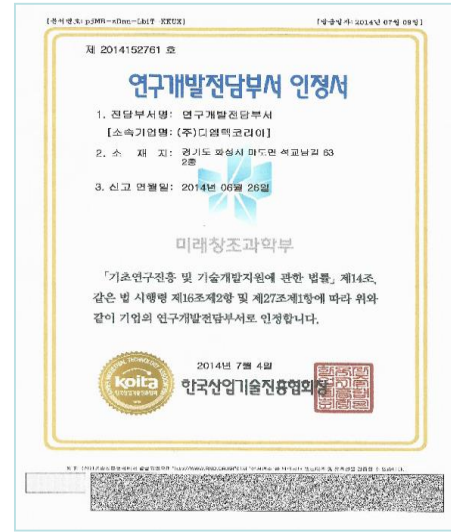 제 2014152761 호
연구개발전담부서 인정서
1. 전담부서명: 연구개발전담부서
[소속기업명: (주)디엠텍코리아]
2. 소 재 지: 경기도 화성시 마도면 석교남길 63
2층
3. 신고 연월일: 2014년 06월 26일
미래창조과학부
「기초연구진흥 및 기술개발지원에 관한 법률」제14조,
같은 법 시행령 제16조제2항 및 제27조제1항에 따라 위와
같이 기업의 연구개발전담부서로 인정합니다.
2014년 7월 4일
koita
한국산업기술진흥협회장